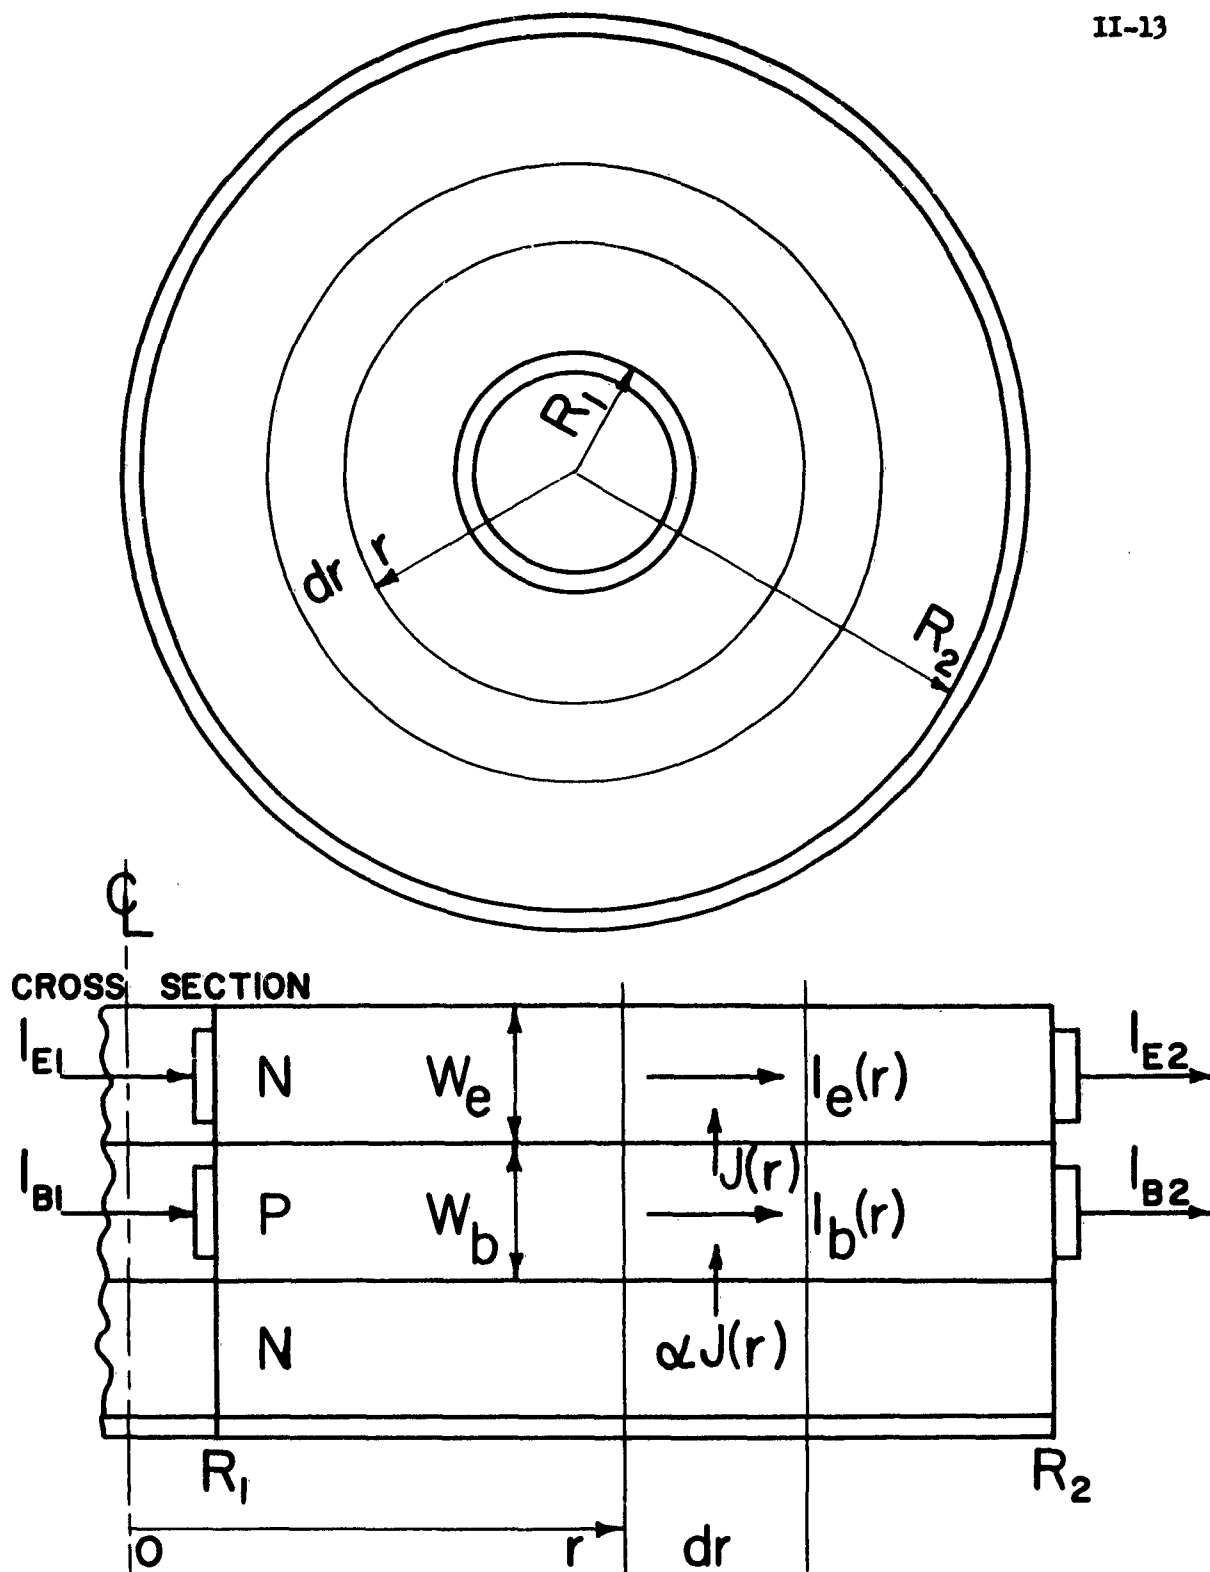 II-13
R1
r
dr
R2
CL
CROSS SECTION
IE1
N
We
Ie(r)
IE2
J(r)
IB1
P
Wb
Ib(r)
IB2
N
αJ(r)
R1
R2
0
r
dr